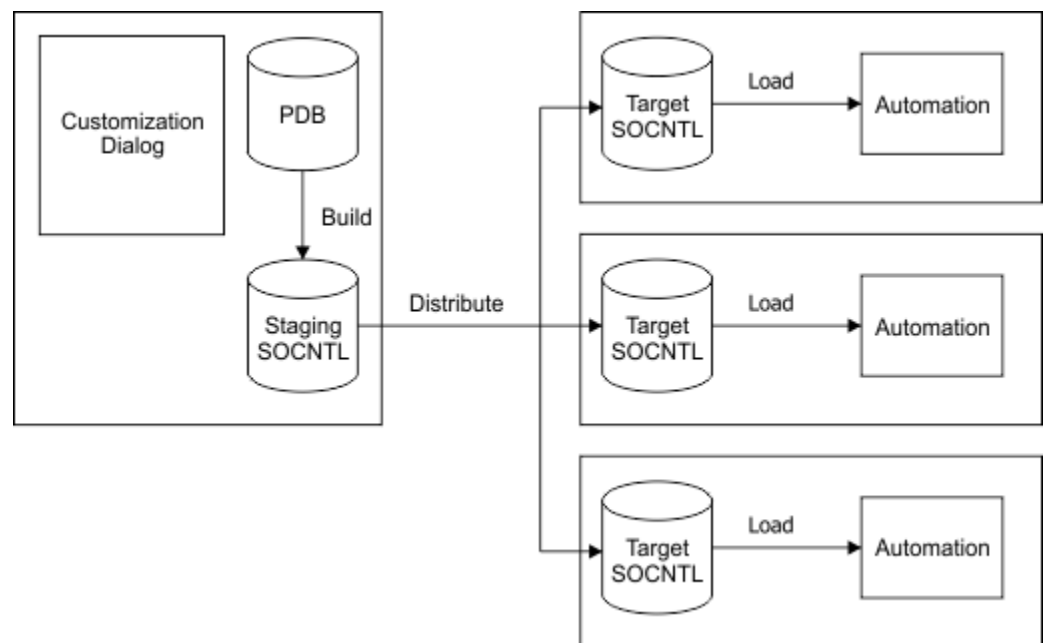 Customization
Dialog
PDB
Build
Staging
SOCNTL
Distribute
Target
SOCNTL
Load
Automation
Target
SOCNTL
Load
Automation
Target
SOCNTL
Load
Automation